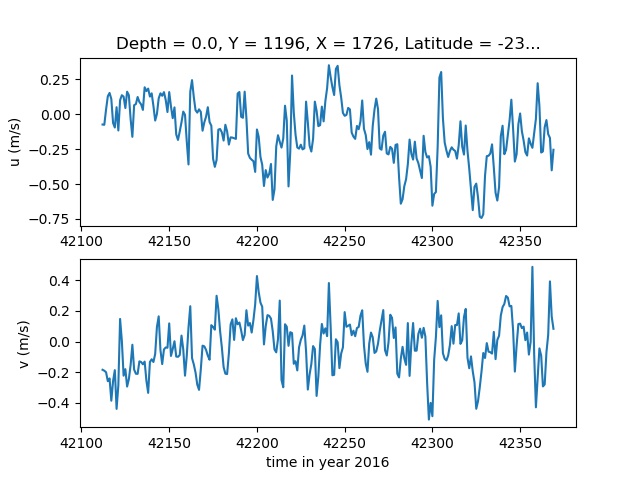 Depth = 0.0, Y = 1196, X = 1726, Latitude = -23...
0.25
0.00
−0.25
−0.50
−0.75
u (m/s)
42100 42150 42200 42250 42300 42350
0.4
0.2
0.0
−0.2
−0.4
v (m/s)
42100 42150 42200 42250 42300 42350
time in year 2016